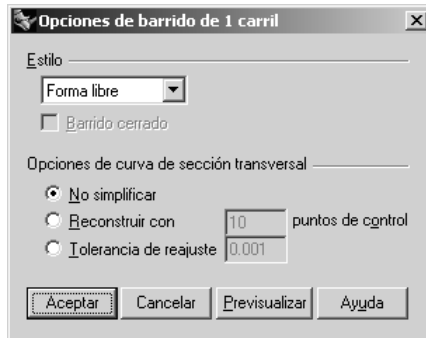 Opciones de barrido de 1 carril
Estilo
Forma libre
Barrido cerrado
Opciones de curva de sección transversal
No simplificar
Reconstruir con 10 puntos de control
Tolerancia de reajuste 0.001
Aceptar Cancelar Previsualizar Ayuda